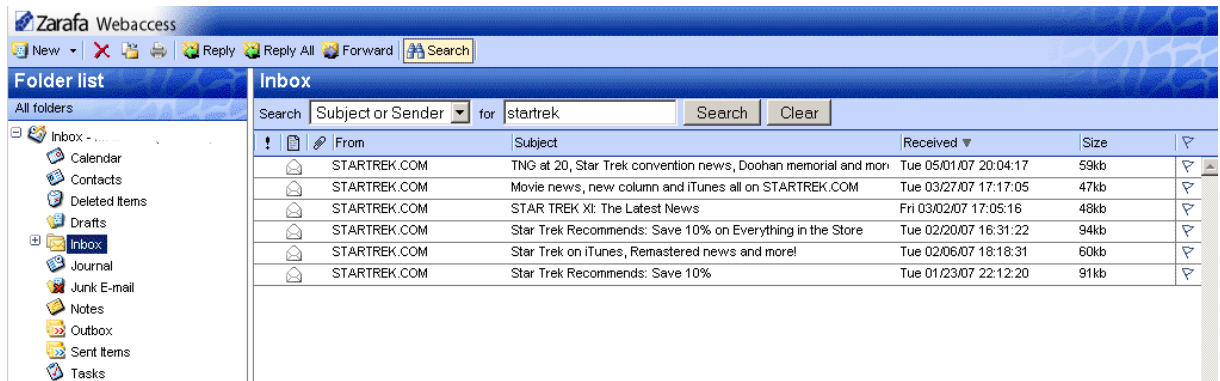 Zarafa Webaccess
New Reply Reply All Forward Search
Folder list
All folders
Inbox -
Calendar
Contacts
Deleted Items
Drafts
Inbox
Journal
Junk E-mail
Notes
Outbox
Sent Items
Tasks
Inbox
Search Subject or Sender for startrek Search Clear
! From Subject Received Size
STARTREK.COM TNG at 20, Star Trek convention news, Doohan memorial and mor Tue 05/01/07 20:04:17 59kb
STARTREK.COM Movie news, new column and iTunes all on STARTREK.COM Tue 03/27/07 17:17:05 47kb
STARTREK.COM STAR TREK XI: The Latest News Fri 03/02/07 17:05:16 48kb
STARTREK.COM Star Trek Recommends: Save 10% on Everything in the Store Tue 02/20/07 16:31:22 94kb
STARTREK.COM Star Trek on iTunes, Remastered news and more! Tue 02/06/07 18:18:31 60kb
STARTREK.COM Star Trek Recommends: Save 10% Tue 01/23/07 22:12:20 91kb